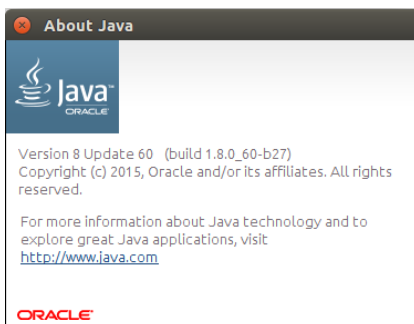 About Java
Java™
ORACLE
Version 8 Update 60 (build 1.8.0_60-b27)
Copyright (c) 2015, Oracle and/or its affiliates. All rights
reserved.
For more information about Java technology and to
explore great Java applications, visit
http://www.java.com
ORACLE